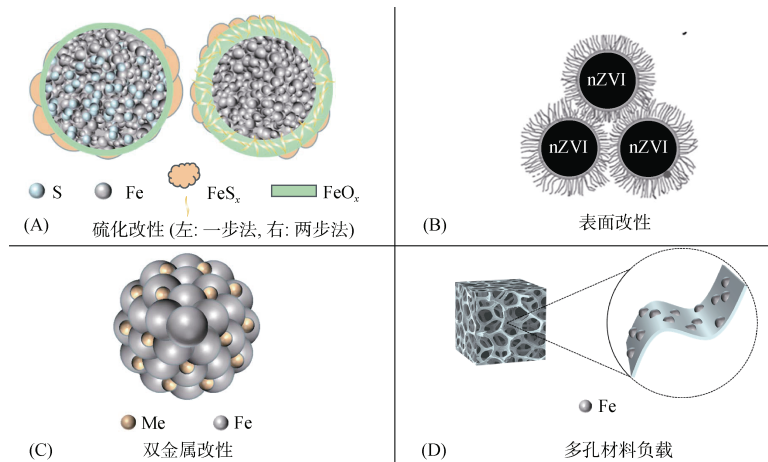 nZVI
nZVI nZVI
S Fe FeSₓ FeOₓ
(A) 硫化改性 (左: 一步法, 右: 两步法)
(B) 表面改性
Me Fe
(C) 双金属改性
Fe
(D) 多孔材料负载